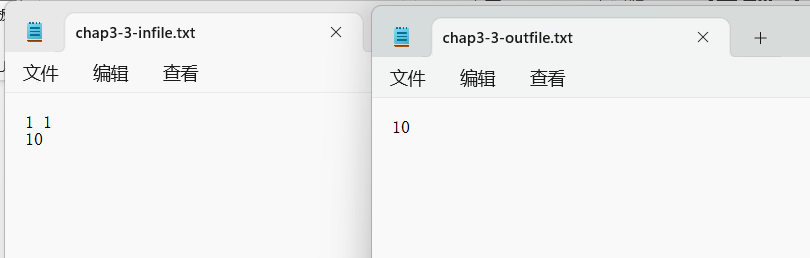 chap3-3-infile.txt
文件 编辑 查看
1 1
10
chap3-3-outfile.txt
文件 编辑 查看
10